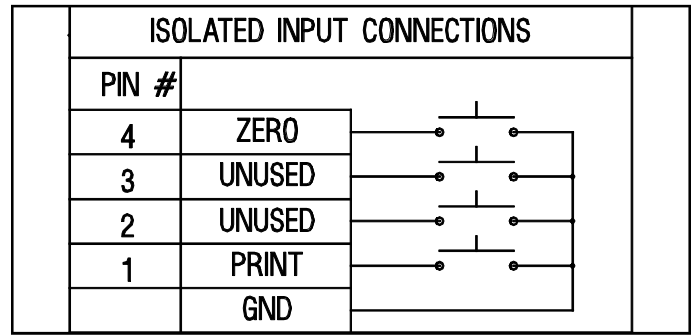 ISOLATED INPUT CONNECTIONS
PIN #
4 ZERO
3 UNUSED
2 UNUSED
1 PRINT
GND